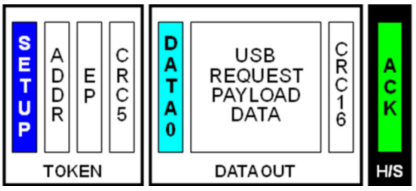 SETUP
ADDR
EP
CRC5
TOKEN
DATA0
USB
REQUEST
PAYLOAD
DATA
CRC16
DATA OUT
ACK
H/S